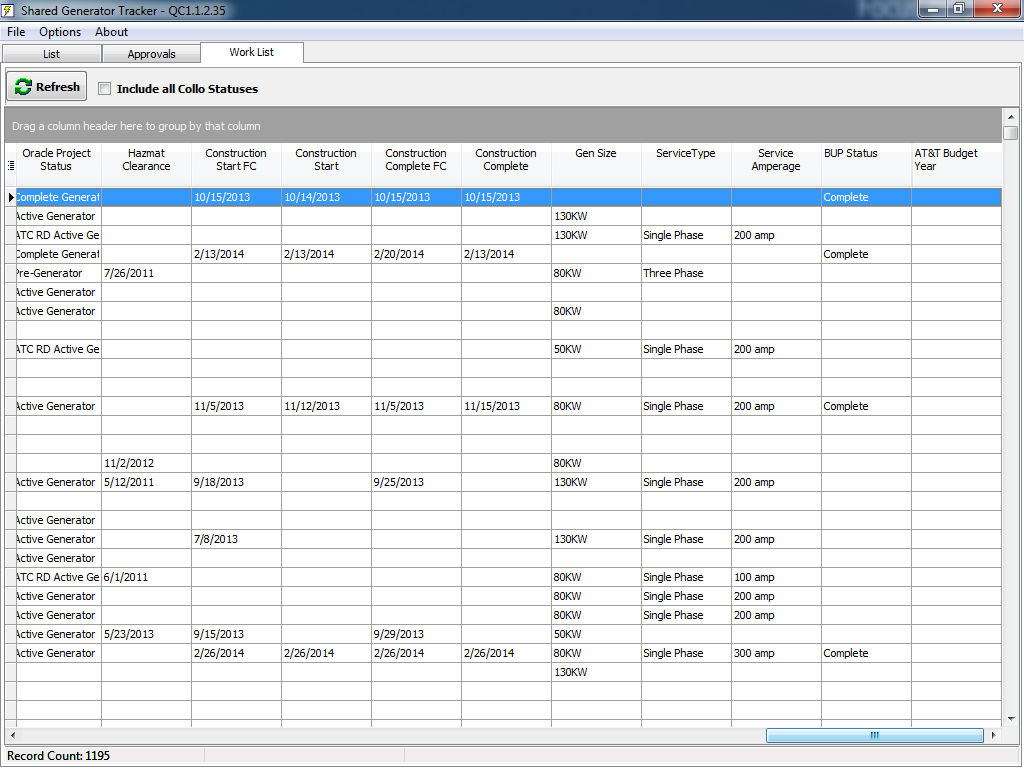 Shared Generator Tracker - QC1.1.2.35
File Options About
List Approvals Work List
Refresh Include all Collo Statuses
Drag a column header here to group by that column
Oracle Project Hazmat Construction Construction Construction Construction Gen Size ServiceType Service BUP Status AT&T Budget
Status Clearance Start FC Start Complete FC Complete Amperage Year
Complete Generat 10/15/2013 10/14/2013 10/15/2013 10/15/2013 Complete
Active Generator 130KW
ATC RD Active Ge 130KW Single Phase 200 amp
Complete Generat 2/13/2014 2/13/2014 2/20/2014 2/13/2014 Complete
Pre-Generator 7/26/2011 80KW Three Phase
Active Generator
Active Generator 80KW
ATC RD Active Ge 50KW Single Phase 200 amp
Active Generator 11/5/2013 11/12/2013 11/5/2013 11/15/2013 80KW Single Phase 200 amp Complete
11/2/2012 80KW
Active Generator 5/12/2011 9/18/2013 9/25/2013 130KW Single Phase 200 amp
Active Generator
Active Generator 7/8/2013 130KW Single Phase 200 amp
Active Generator
ATC RD Active Ge 6/1/2011 80KW Single Phase 100 amp
Active Generator 80KW Single Phase 200 amp
Active Generator 80KW Single Phase 200 amp
Active Generator 5/23/2013 9/15/2013 9/29/2013 50KW
Active Generator 2/26/2014 2/26/2014 2/26/2014 2/26/2014 80KW Single Phase 300 amp Complete
130KW
Record Count: 1195